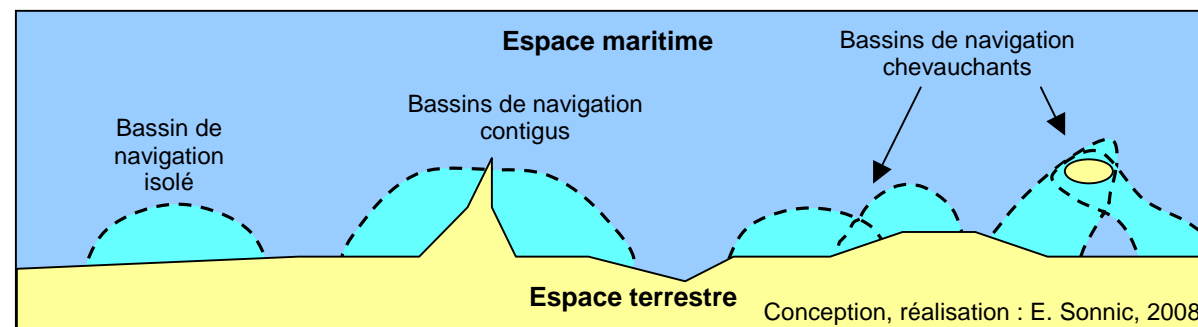 Espace maritime
Bassins de navigation
chevauchants
Bassins de navigation
contigus
Bassin de
navigation
isolé
Espace terrestre
Conception, réalisation : E. Sonnic, 2008